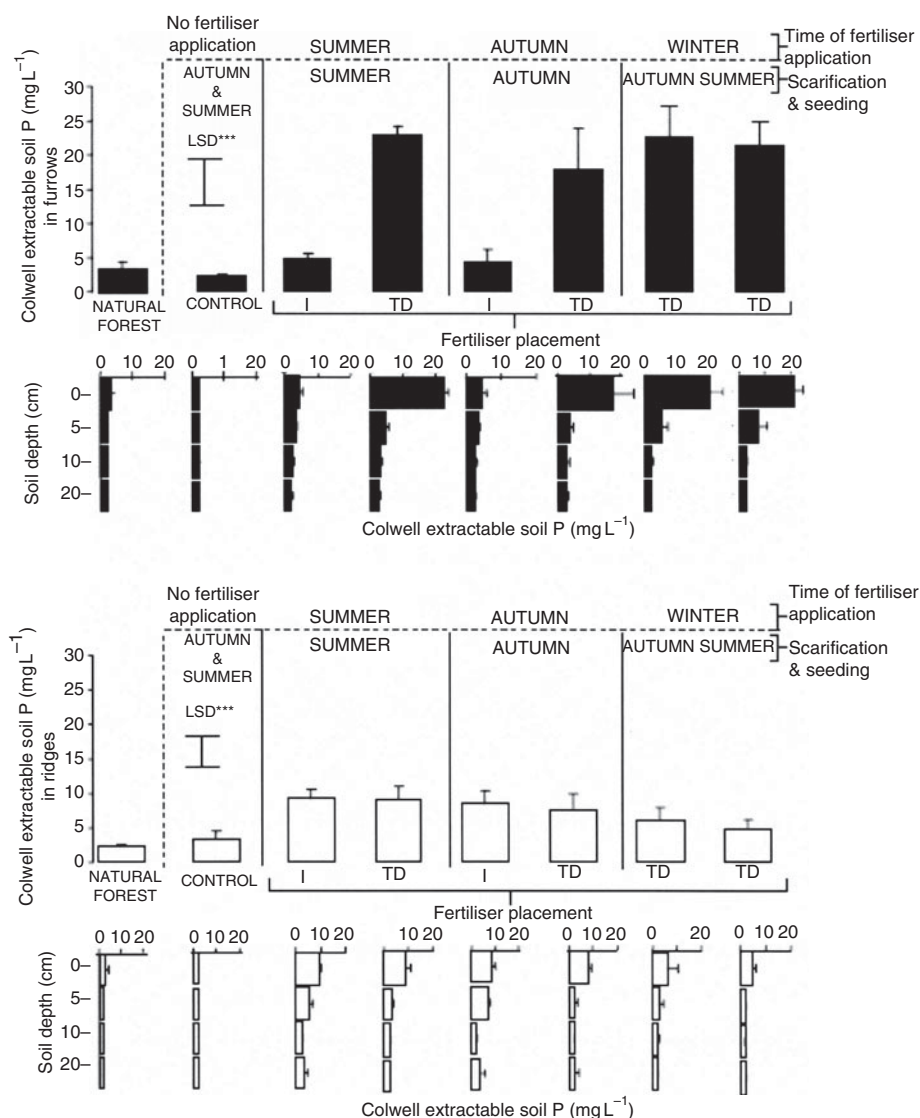 No fertiliser
application
SUMMER AUTUMN WINTER
Time of fertiliser
application
AUTUMN
&
SUMMER
SUMMER AUTUMN AUTUMN SUMMER
Scarification
& seeding
LSD***
Colwell extractable soil P (mg L⁻¹)
in furrows
30
25
20
15
10
5
0
NATURAL
FOREST
CONTROL I TD I TD TD TD
Fertiliser placement
0 10 20 0 10 20 0 10 20 0 10 20 0 10 20 0 10 20 0 10 20 0 10 20
Soil depth (cm)
0
5
10
20
Colwell extractable soil P (mg L⁻¹)
No fertiliser
application
SUMMER AUTUMN WINTER
Time of fertiliser
application
AUTUMN
&
SUMMER
SUMMER AUTUMN AUTUMN SUMMER
Scarification
& seeding
LSD***
Colwell extractable soil P (mg L⁻¹)
in ridges
30
25
20
15
10
5
0
NATURAL
FOREST
CONTROL I TD I TD TD TD
Fertiliser placement
0 10 20 0 10 20 0 10 20 0 10 20 0 10 20 0 10 20 0 20 0 10 20
Soil depth (cm)
0
5
10
20
Colwell extractable soil P (mg L⁻¹)